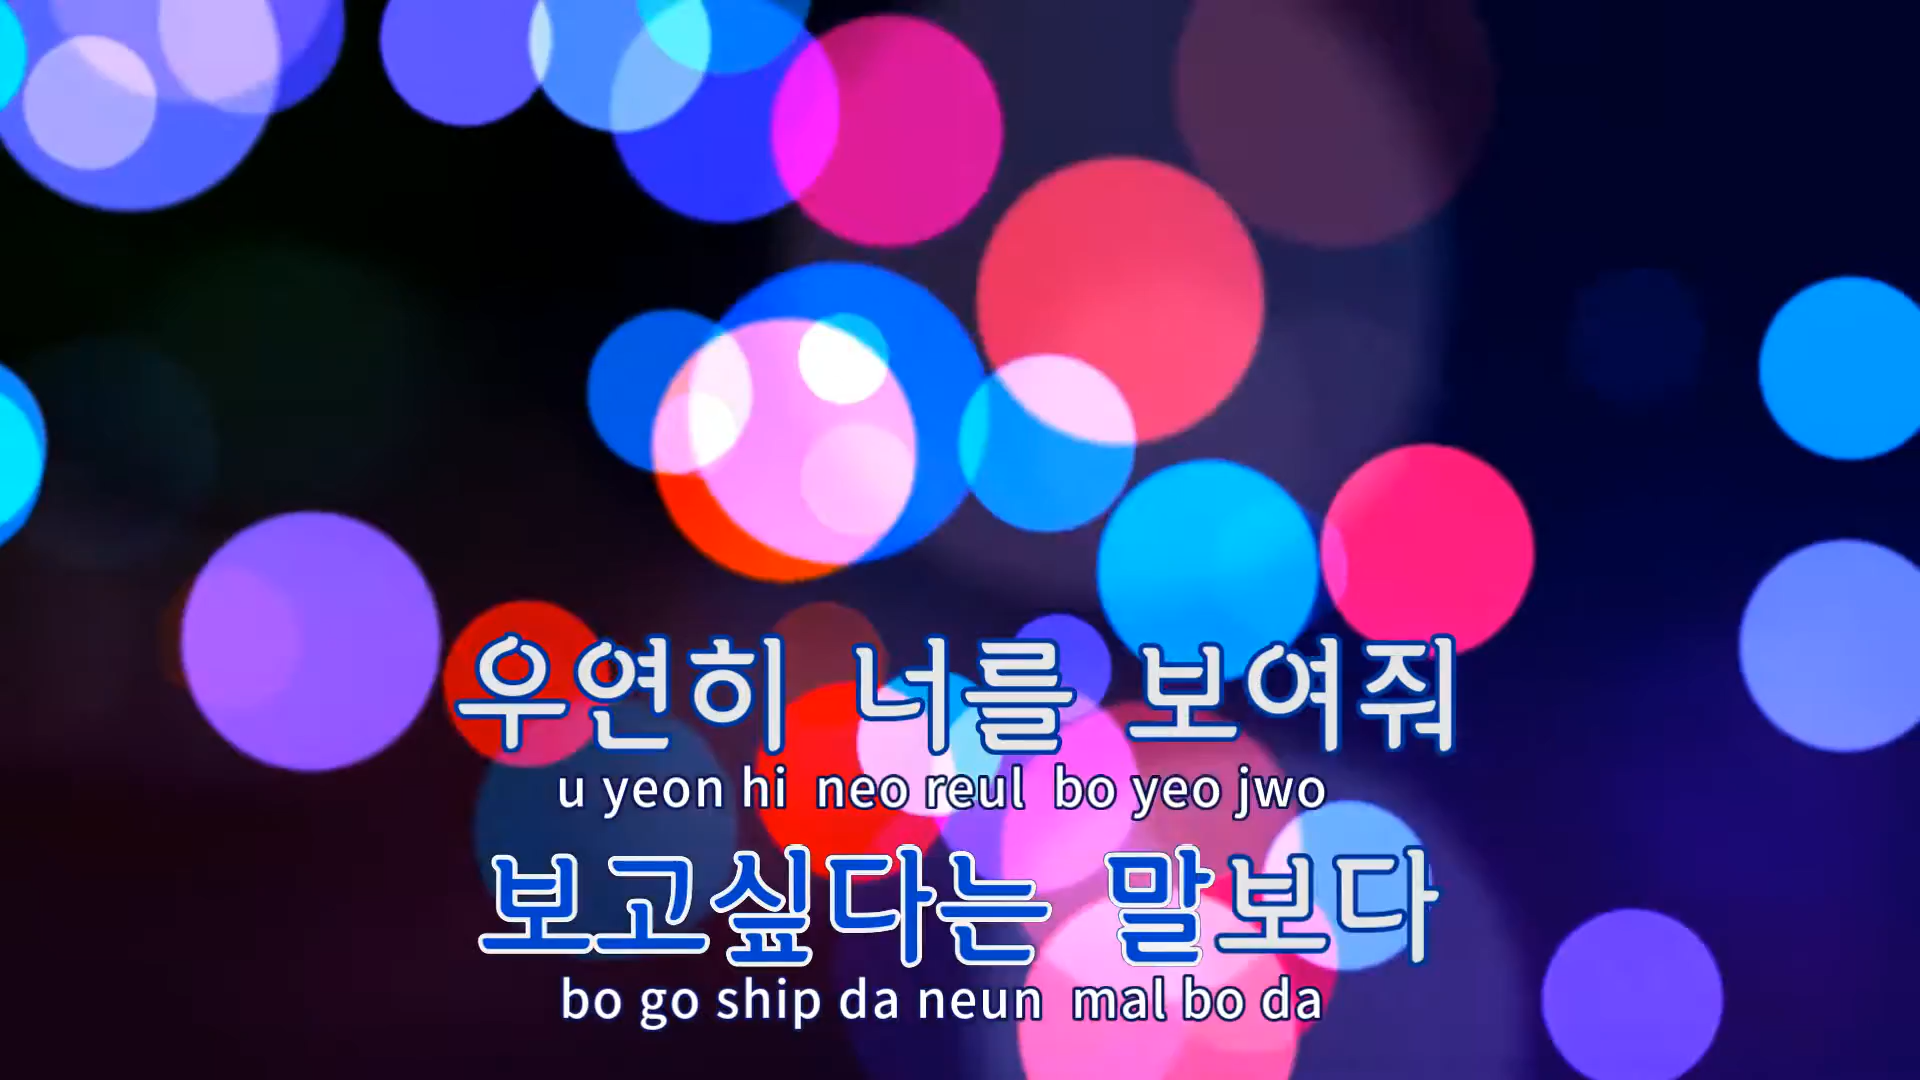 우연히 너를 보여줘
u yeon hi neo reul bo yeo jwo
보고싶다는 말보다
bo go ship da neun mal bo da